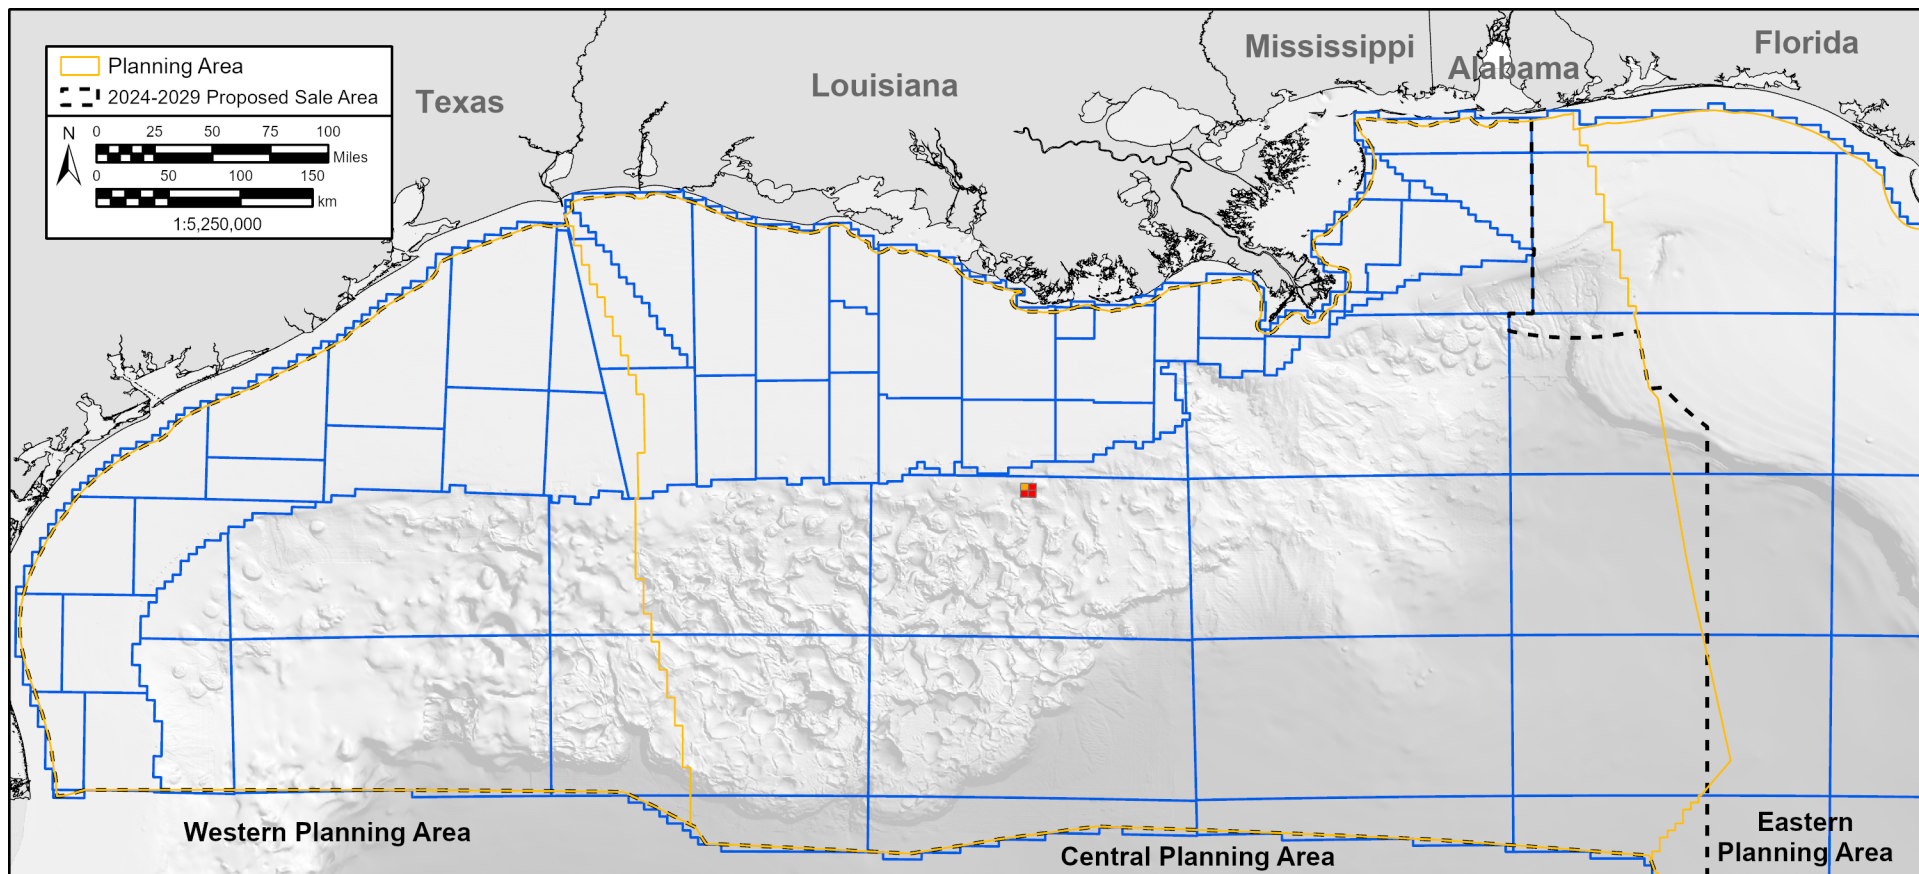 Planning Area
2024-2029 Proposed Sale Area
N
0 25 50 75 100
Miles
0 50 100 150
km
1:5,250,000
Texas
Louisiana
Mississippi
Alabama
Florida
Western Planning Area
Central Planning Area
Eastern
Planning Area